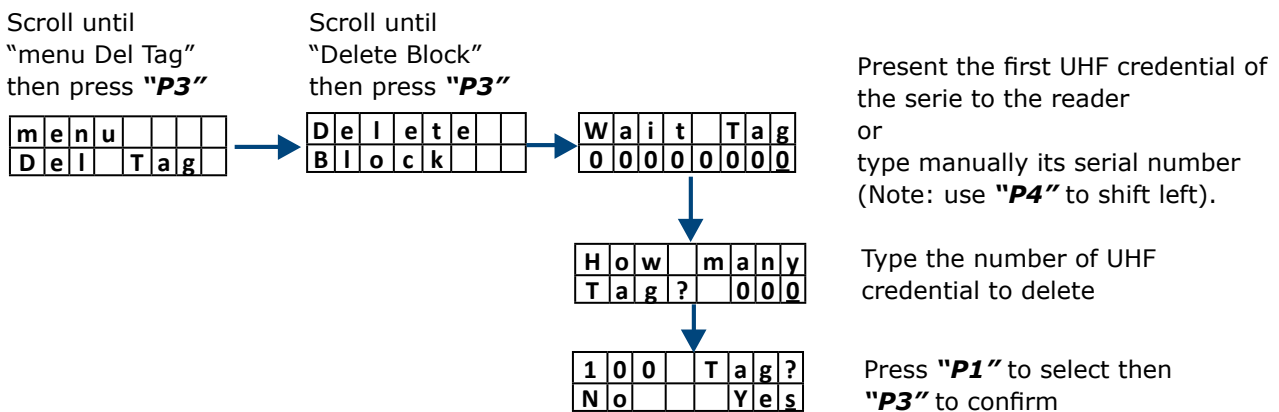 Scroll until
“menu Del Tag”
then press “P3”
menu
Del Tag
Scroll until
“Delete Block”
then press “P3”
Delete
Block
Wait Tag
00000000
Present the first UHF credential of
the serie to the reader
or
type manually its serial number
(Note: use “P4” to shift left).
How many
Tag? 000
Type the number of UHF
credential to delete
100 Tag?
No Yes
Press “P1” to select then
“P3” to confirm